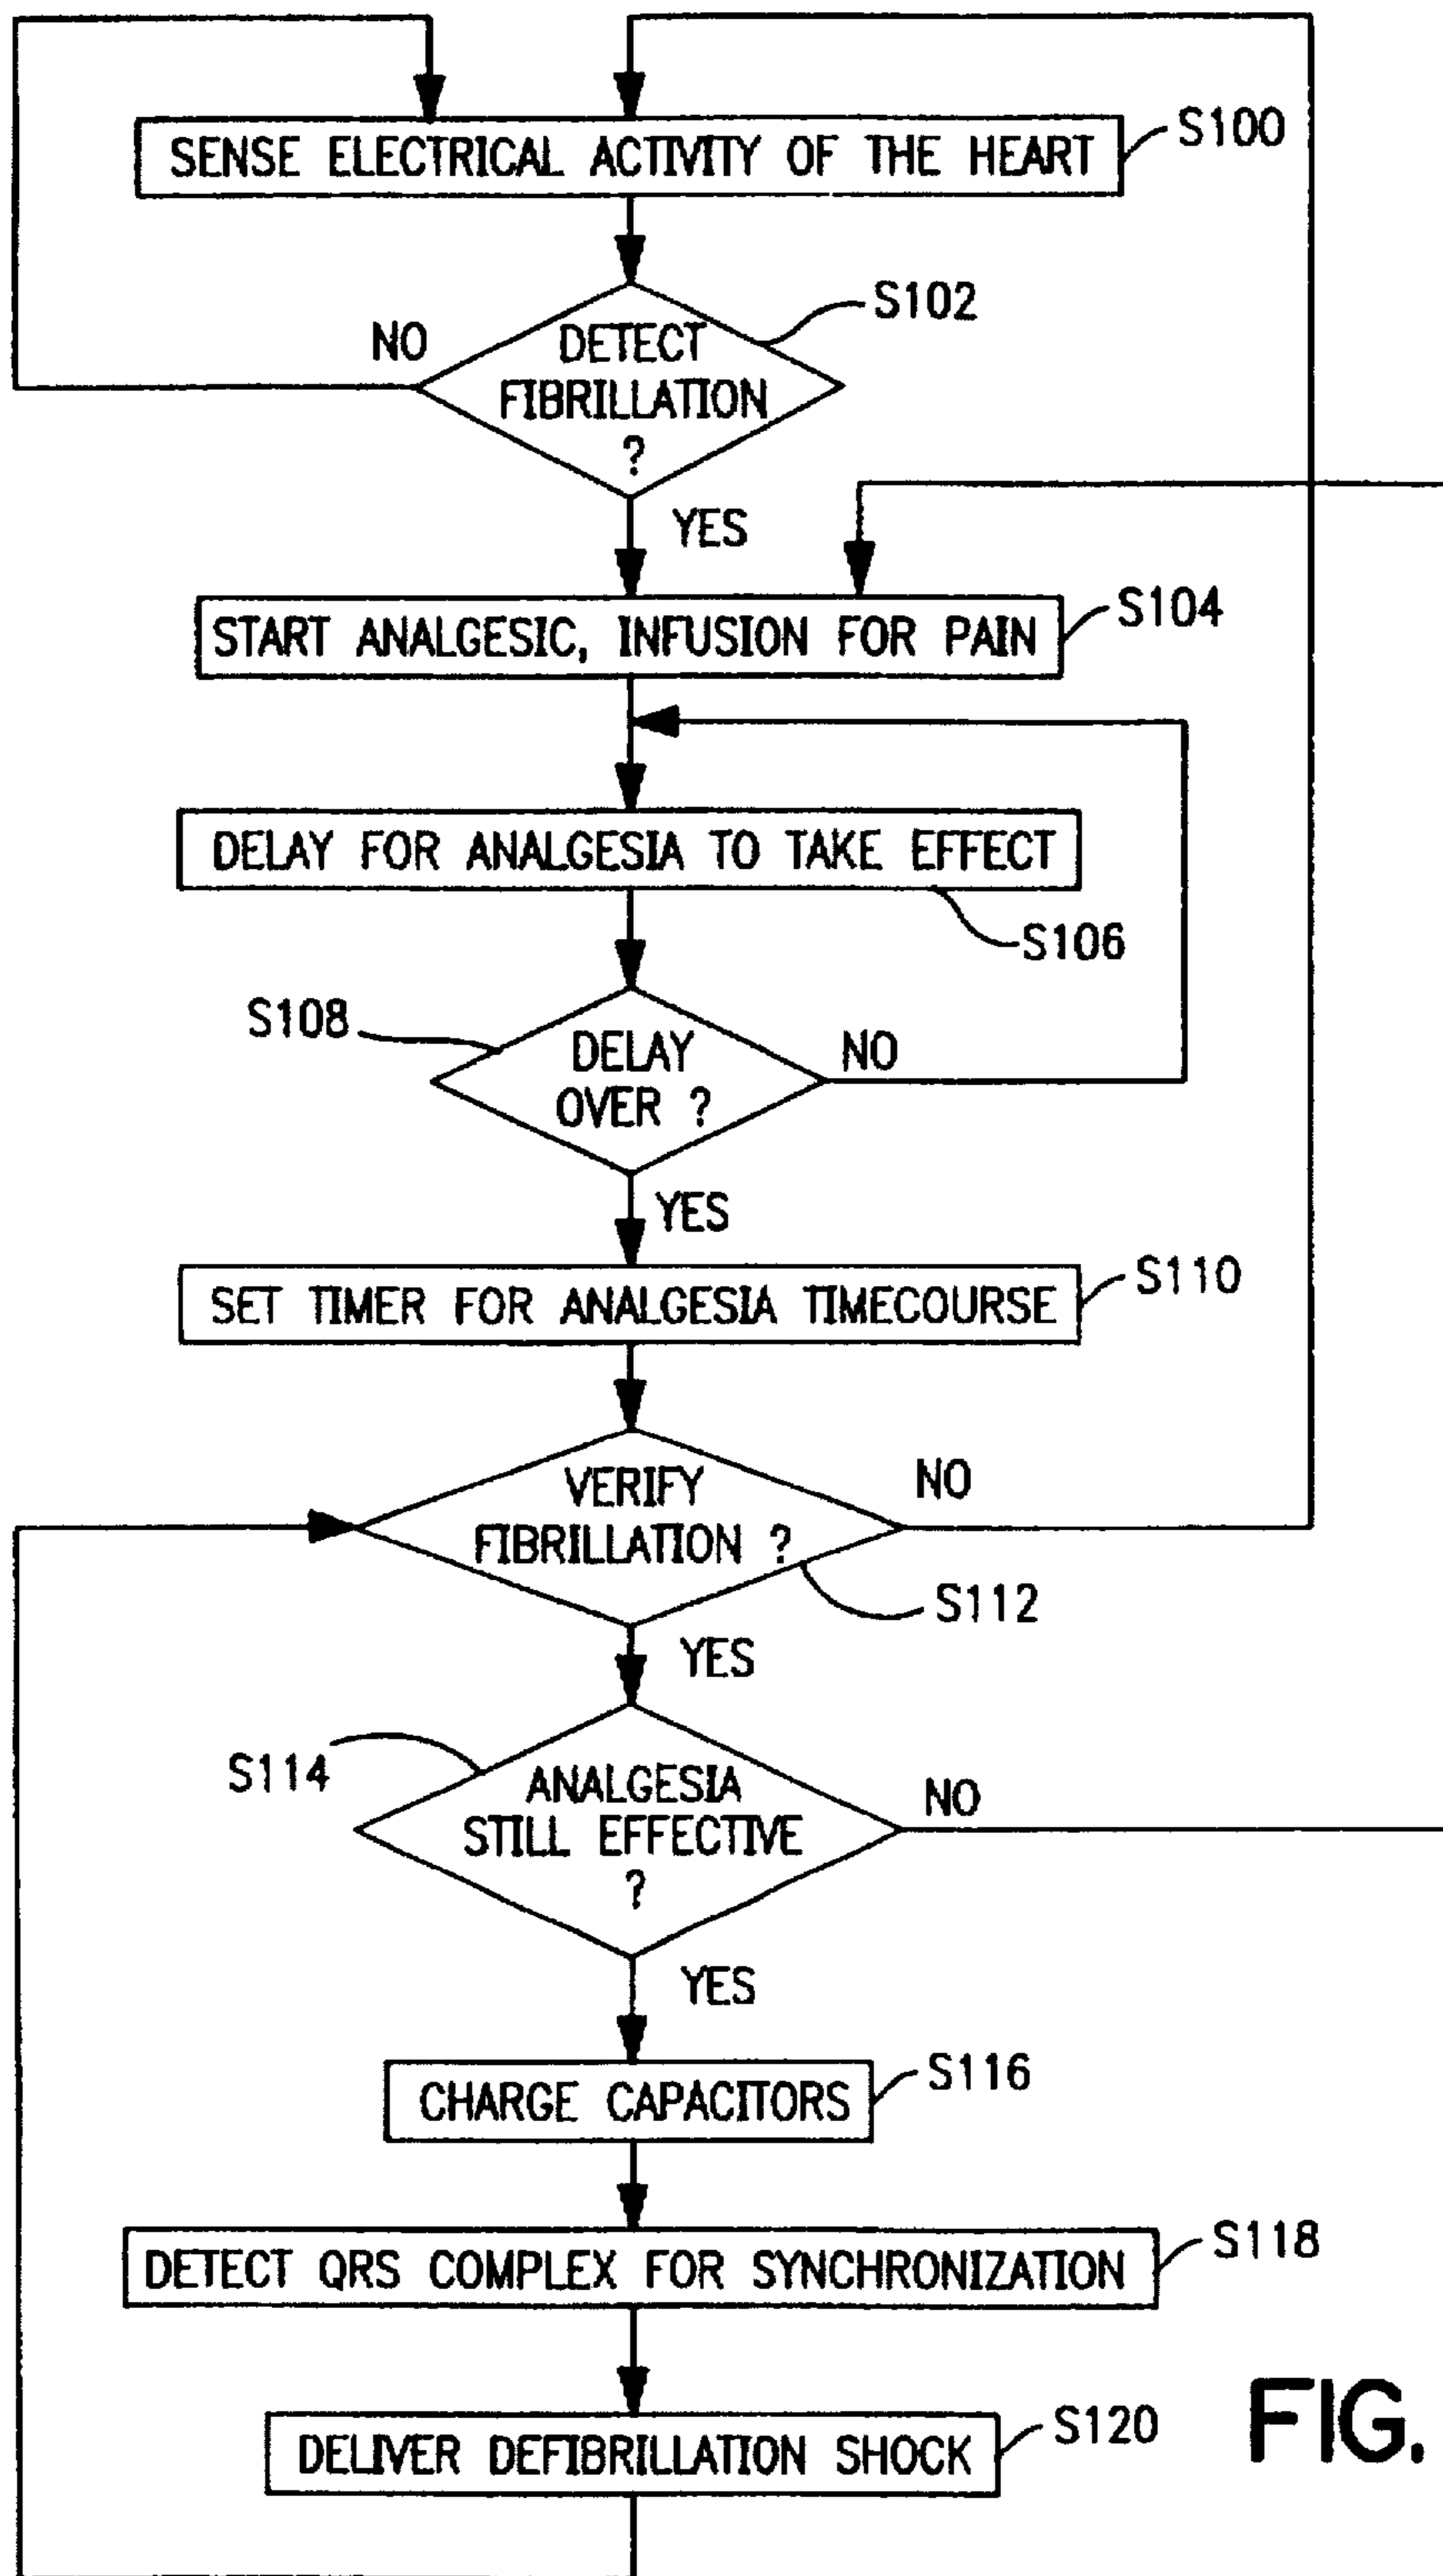 SENSE ELECTRICAL ACTIVITY OF THE HEART
S100
S102
NO
DETECT
FIBRILLATION
?
YES
START ANALGESIC, INFUSION FOR PAIN
S104
DELAY FOR ANALGESIA TO TAKE EFFECT
S106
S108
DELAY
OVER ?
NO
YES
SET TIMER FOR ANALGESIA TIMECOURSE
S110
VERIFY
FIBRILLATION ?
NO
S112
YES
S114
ANALGESIA
STILL EFFECTIVE
?
NO
YES
CHARGE CAPACITORS
S116
DETECT QRS COMPLEX FOR SYNCHRONIZATION
S118
DELIVER DEFIBRILLATION SHOCK
S120
FIG.